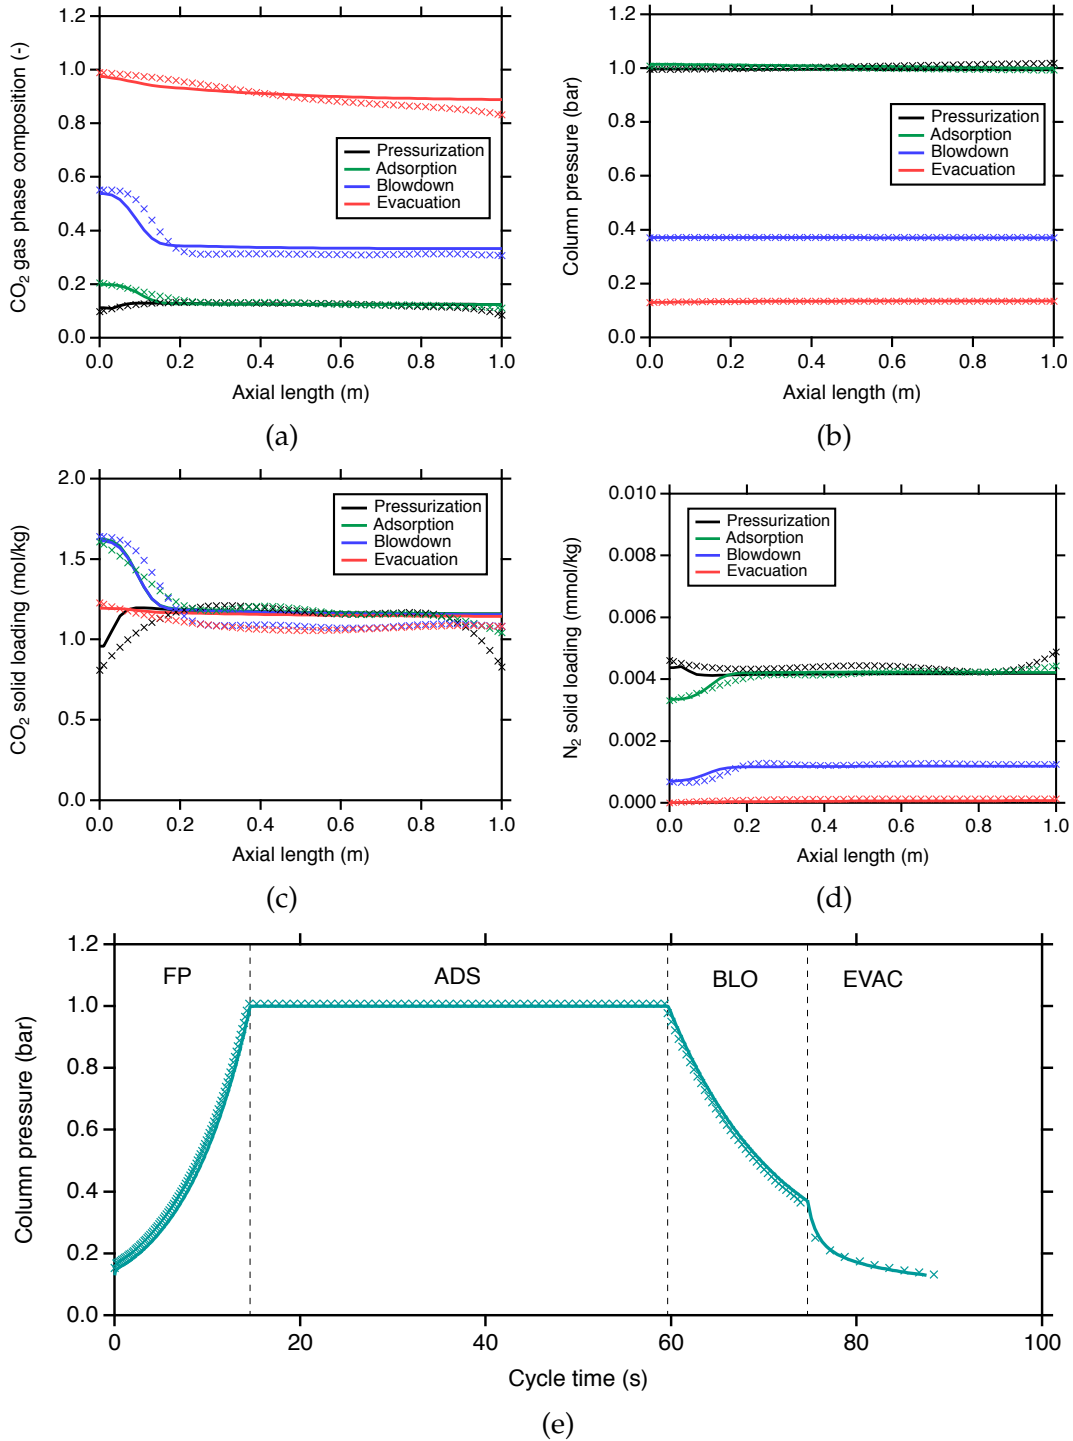 1.2
1.0
0.8
0.6
0.4
0.2
0.0
CO₂ gas phase composition (-)
Pressurization
Adsorption
Blowdown
Evacuation
0.0 0.2 0.4 0.6 0.8 1.0
Axial length (m)
(a)
1.2
1.0
0.8
0.6
0.4
0.2
0.0
Column pressure (bar)
Pressurization
Adsorption
Blowdown
Evacuation
0.0 0.2 0.4 0.6 0.8 1.0
Axial length (m)
(b)
2.0
1.5
1.0
0.5
0.0
CO₂ solid loading (mol/kg)
Pressurization
Adsorption
Blowdown
Evacuation
0.0 0.2 0.4 0.6 0.8 1.0
Axial length (m)
(c)
0.010
0.008
0.006
0.004
0.002
0.000
N₂ solid loading (mmol/kg)
Pressurization
Adsorption
Blowdown
Evacuation
0.0 0.2 0.4 0.6 0.8 1.0
Axial length (m)
(d)
1.2
1.0
0.8
0.6
0.4
0.2
0.0
Column pressure (bar)
FP ADS BLO EVAC
0 20 40 60 80 100
Cycle time (s)
(e)